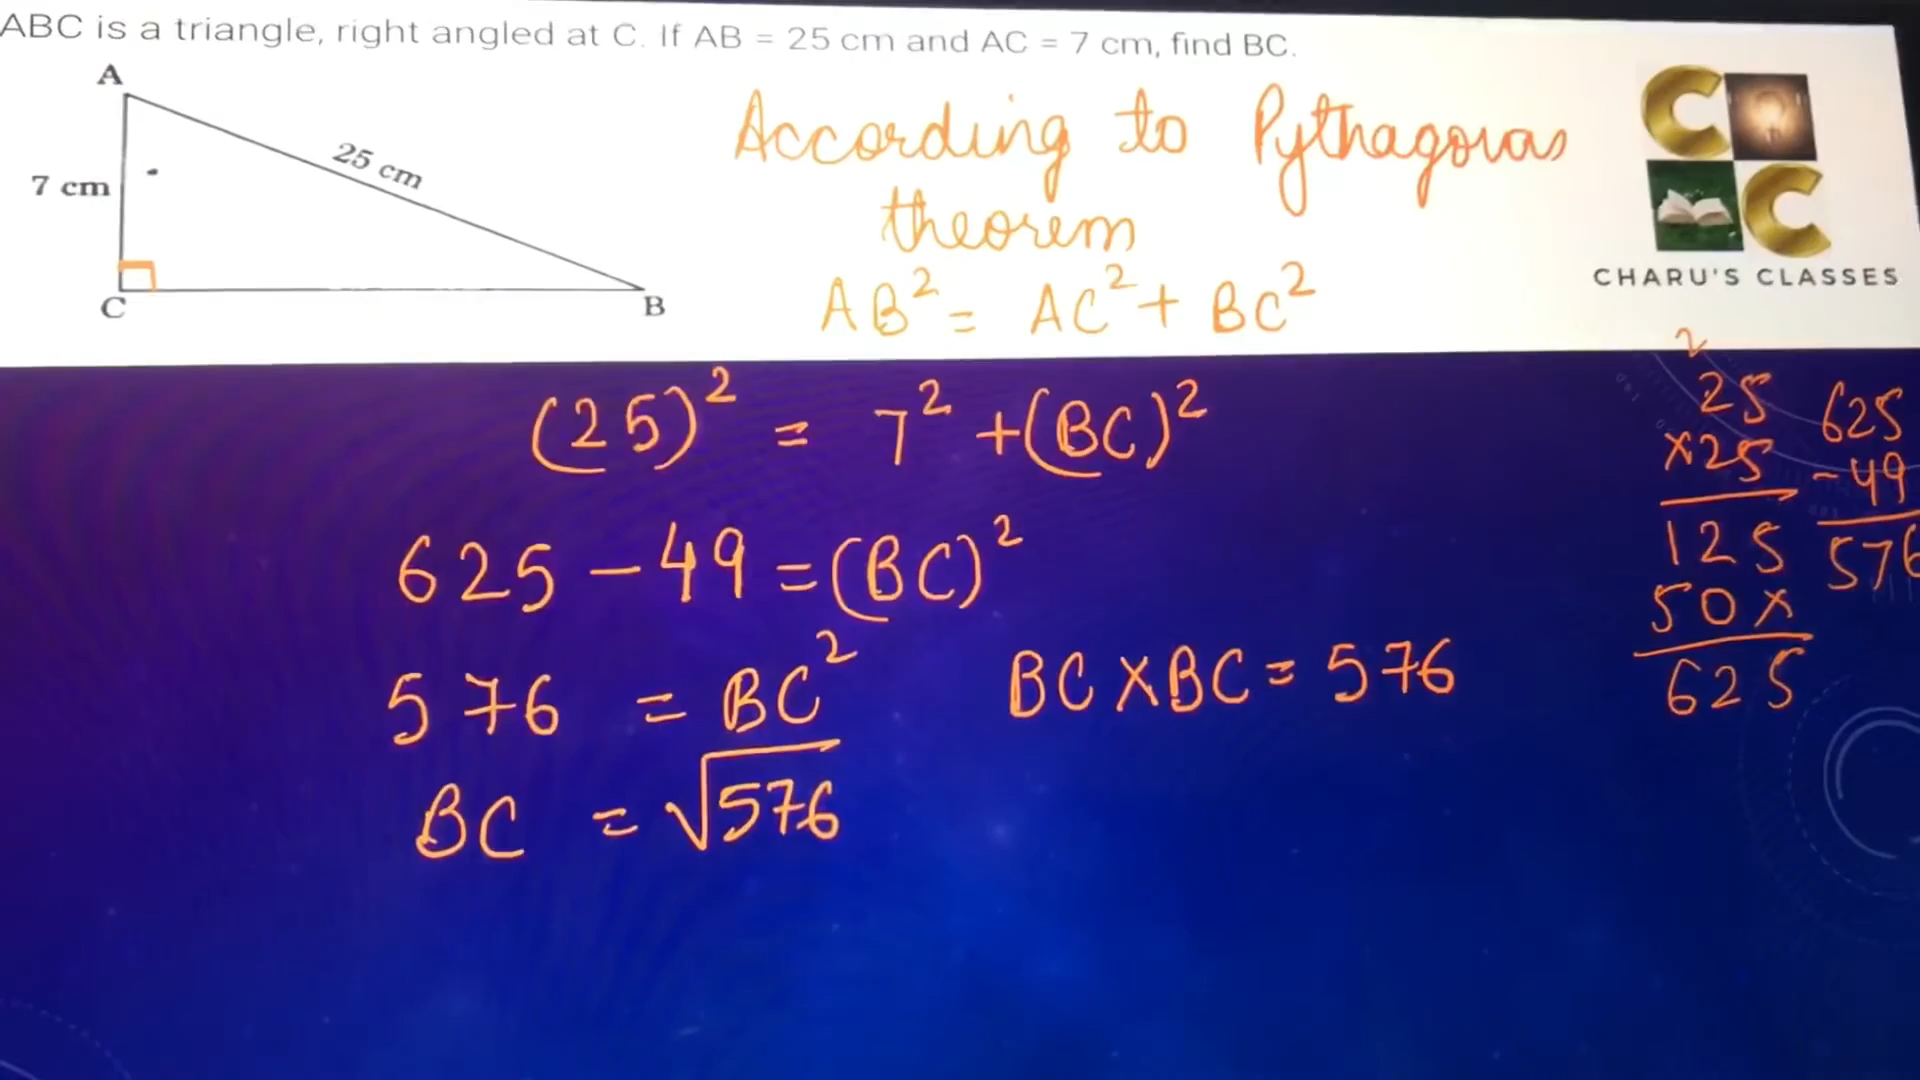 ABC is a triangle, right angled at C. If AB = 25 cm and AC = 7 cm, find BC.
A
25 cm
7 cm
C
B
According to Pythagoras
theorem
AB² = AC² + BC²
CHARU'S CLASSES
(25)² = 7² + (BC)²
625 - 49 = (BC)²
576 = BC²
BC × BC = 576
BC = √576
2
25
×25
125
50×
625
625
-49
576